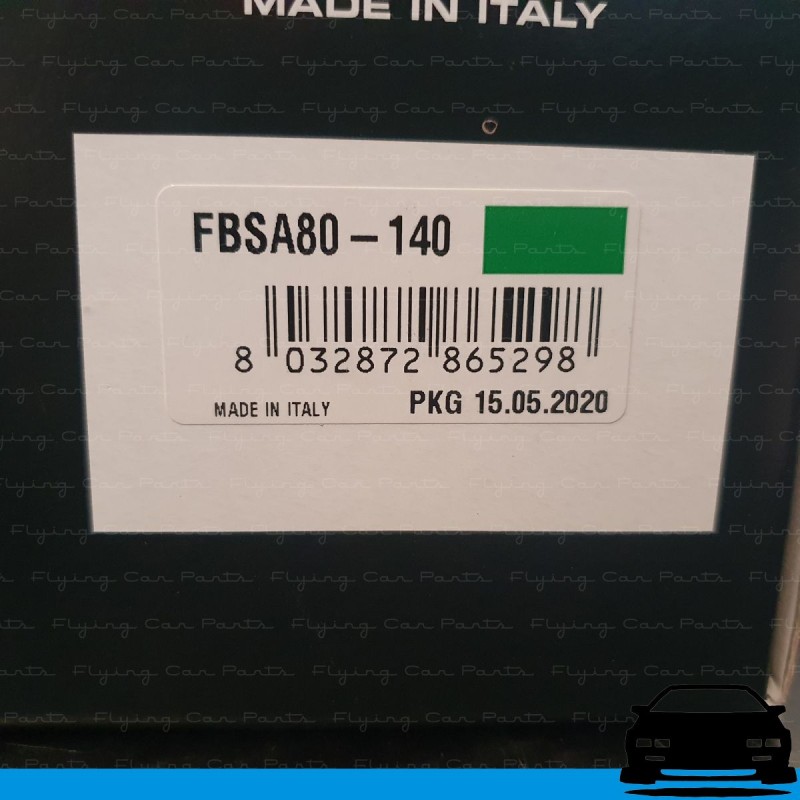 MADE IN ITALY
FBSA80 – 140
8 032872 865298
MADE IN ITALY PKG 15.05.2020
Flying Car Parts